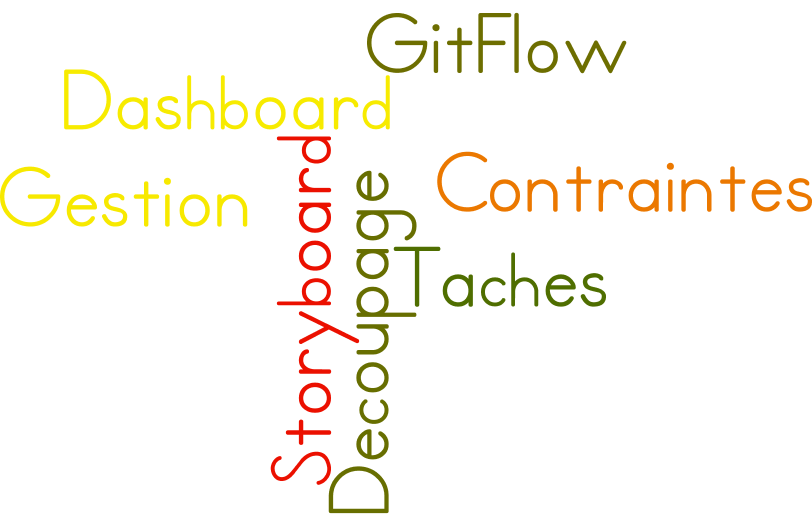 GitFlow
Dashboard
Gestion
Contraintes
Storyboard
Decoupage
Taches